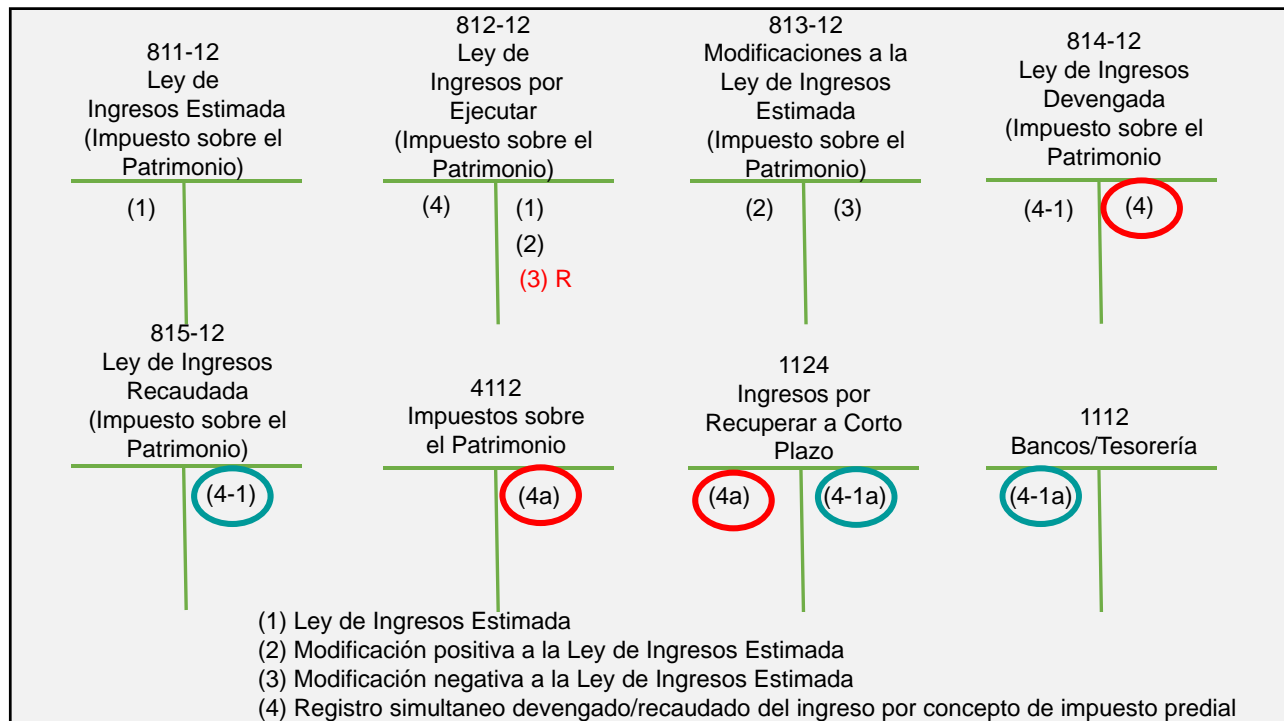 811-12
Ley de
Ingresos Estimada
(Impuesto sobre el
Patrimonio)
(1)
812-12
Ley de
Ingresos por
Ejecutar
(Impuesto sobre el
Patrimonio)
(4)
(1)
(2)
(3) R
813-12
Modificaciones a la
Ley de Ingresos
Estimada
(Impuesto sobre el
Patrimonio)
(2)
(3)
814-12
Ley de Ingresos
Devengada
(Impuesto sobre el
Patrimonio
(4-1)
(4)
815-12
Ley de Ingresos
Recaudada
(Impuesto sobre el
Patrimonio)
(4-1)
4112
Impuestos sobre
el Patrimonio
(4a)
1124
Ingresos por
Recuperar a Corto
Plazo
(4a)
(4-1a)
1112
Bancos/Tesorería
(4-1a)
(1) Ley de Ingresos Estimada
(2) Modificación positiva a la Ley de Ingresos Estimada
(3) Modificación negativa a la Ley de Ingresos Estimada
(4) Registro simultaneo devengado/recaudado del ingreso por concepto de impuesto predial